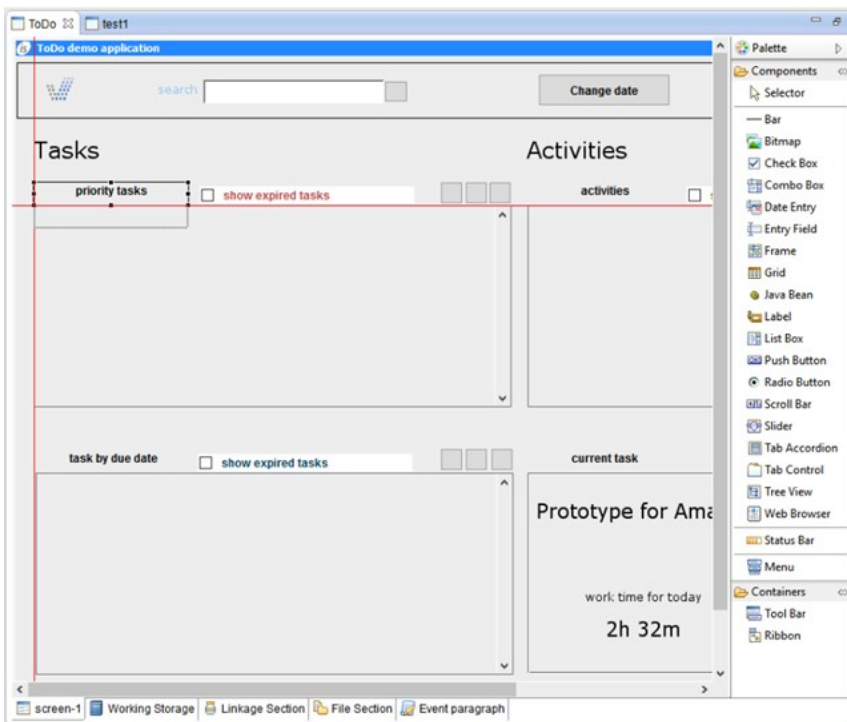 ToDo
test1
ToDo demo application
search
Change date
Tasks
Activities
priority tasks
show expired tasks
activities
task by due date
show expired tasks
current task
Prototype for Ama
work time for today
2h 32m
screen-1
Working Storage
Linkage Section
File Section
Event paragraph
Palette
Components
Selector
Bar
Bitmap
Check Box
Combo Box
Date Entry
Entry Field
Frame
Grid
Java Bean
Label
List Box
Push Button
Radio Button
Scroll Bar
Slider
Tab Accordion
Tab Control
Tree View
Web Browser
Status Bar
Menu
Containers
Tool Bar
Ribbon